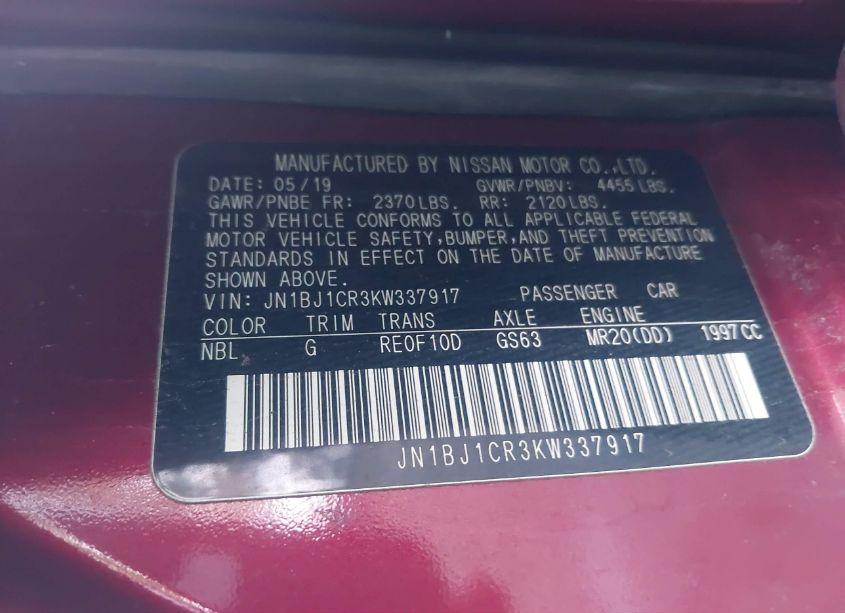 MANUFACTURED BY NISSAN MOTOR CO.,LTD.
DATE: 05/19 GVWR/PNBV: 4455 LBS.
GAWR/PNBE FR: 2370 LBS. RR: 2120 LBS.
THIS VEHICLE CONFORMS TO ALL APPLICABLE FEDERAL
MOTOR VEHICLE SAFETY, BUMPER, AND THEFT PREVENTION
STANDARDS IN EFFECT ON THE DATE OF MANUFACTURE
SHOWN ABOVE.
VIN: JN1BJ1CR3KW337917 PASSENGER CAR
COLOR TRIM TRANS AXLE ENGINE
NBL G RE0F10D GS63 MR20(DD) 1997CC
JN1BJ1CR3KW337917